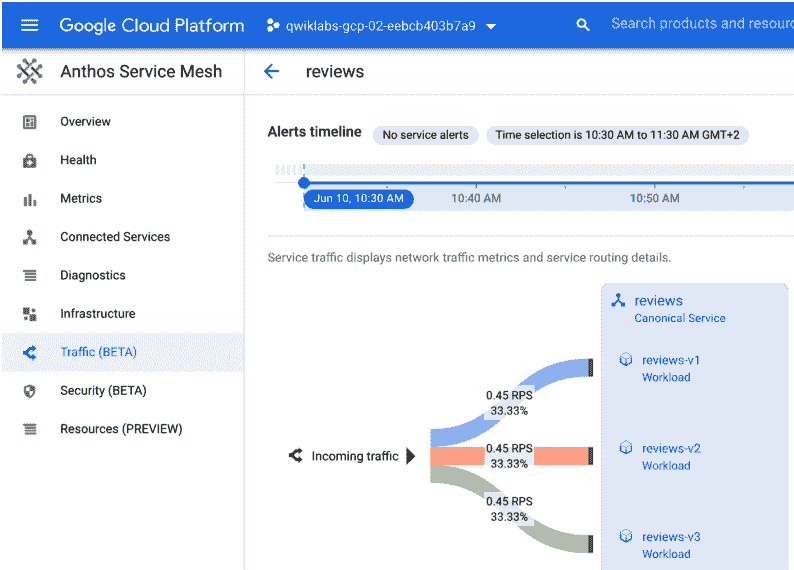 Google Cloud Platform
qwiklabs-gcp-02-eebcb403b7a9
Search products and resourc
Anthos Service Mesh
reviews
Overview
Health
Metrics
Connected Services
Diagnostics
Infrastructure
Traffic (BETA)
Security (BETA)
Resources (PREVIEW)
Alerts timeline
No service alerts
Time selection is 10:30 AM to 11:30 AM GMT+2
Jun 10, 10:30 AM
10:40 AM
10:50 AM
Service traffic displays network traffic metrics and service routing details.
reviews
Canonical Service
Incoming traffic
0.45 RPS
33.33%
reviews-v1
Workload
0.45 RPS
33.33%
reviews-v2
Workload
0.45 RPS
33.33%
reviews-v3
Workload